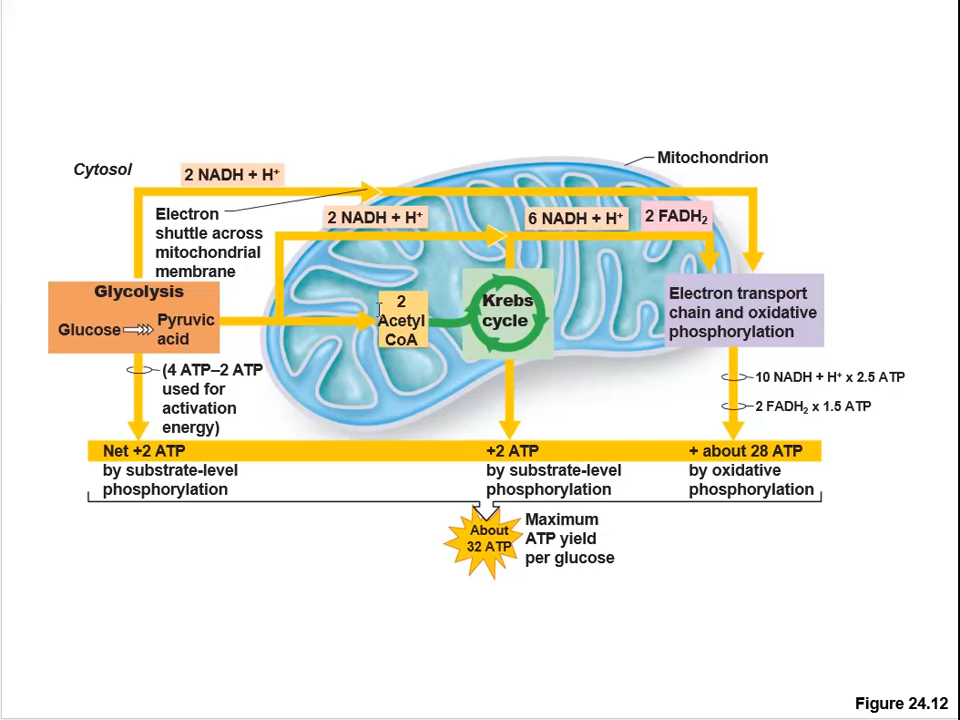 Cytosol
2 NADH + H⁺
Mitochondrion
Electron
shuttle across
mitochondrial
membrane
2 NADH + H⁺
6 NADH + H⁺
2 FADH₂
Glycolysis
Glucose
Pyruvic
acid
2
Acetyl
CoA
Krebs
cycle
Electron transport
chain and oxidative
phosphorylation
(4 ATP–2 ATP
used for
activation
energy)
10 NADH + H⁺ x 2.5 ATP
2 FADH₂ x 1.5 ATP
Net +2 ATP
by substrate-level
phosphorylation
+2 ATP
by substrate-level
phosphorylation
+ about 28 ATP
by oxidative
phosphorylation
About
32 ATP
Maximum
ATP yield
per glucose
Figure 24.12